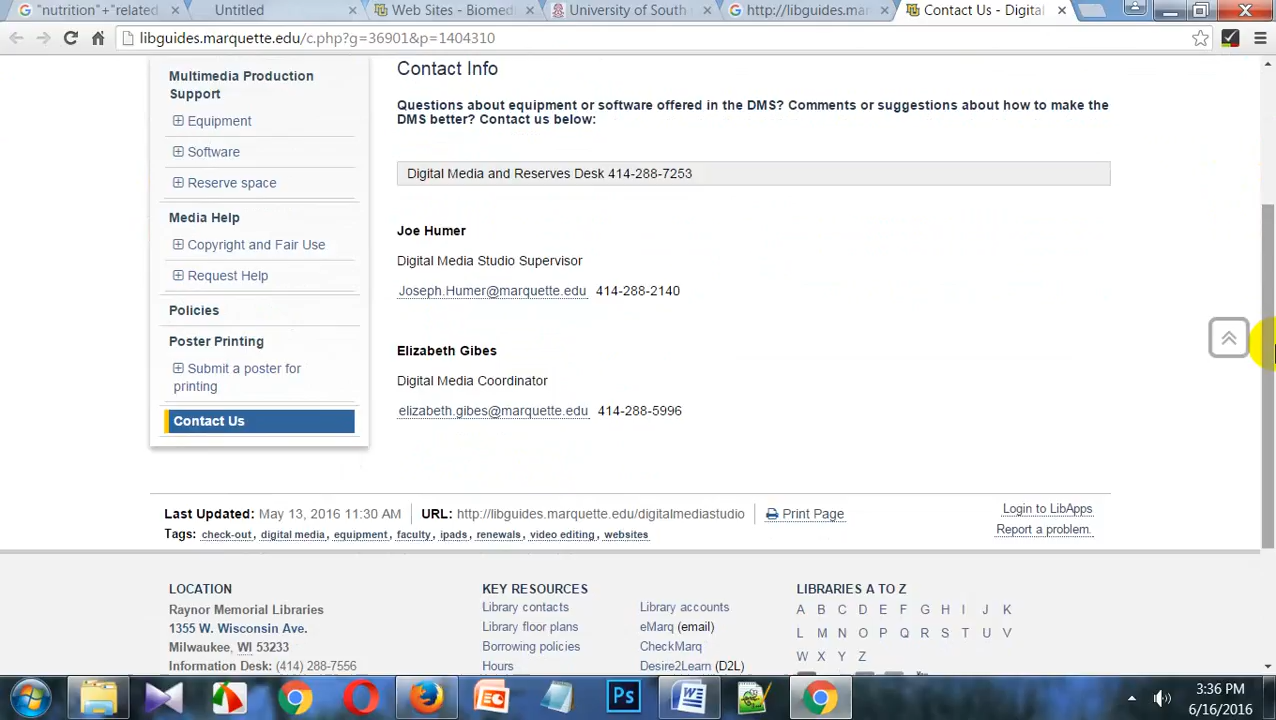 "nutrition"+"related
Untitled
Web Sites - Biomed
University of South
http://libguides.mar
Contact Us - Digital
libguides.marquette.edu/c.php?g=36901&p=1404310
Multimedia Production
Support
Equipment
Software
Reserve space
Media Help
Copyright and Fair Use
Request Help
Policies
Poster Printing
Submit a poster for
printing
Contact Us
Contact Info
Questions about equipment or software offered in the DMS? Comments or suggestions about how to make the
DMS better? Contact us below:
Digital Media and Reserves Desk 414-288-7253
Joe Humer
Digital Media Studio Supervisor
Joseph.Humer@marquette.edu 414-288-2140
Elizabeth Gibes
Digital Media Coordinator
elizabeth.gibes@marquette.edu 414-288-5996
Last Updated: May 13, 2016 11:30 AM
URL: http://libguides.marquette.edu/digitalmediastudio
Print Page
Login to LibApps
Report a problem.
Tags: check-out, digital media, equipment, faculty, ipads, renewals, video editing, websites
LOCATION
Raynor Memorial Libraries
1355 W. Wisconsin Ave.
Milwaukee, WI 53233
Information Desk: (414) 288-7556
KEY RESOURCES
Library contacts
Library floor plans
Borrowing policies
Hours
Library accounts
eMarq (email)
CheckMarq
Desire2Learn (D2L)
LIBRARIES A TO Z
A B C D E F G H I J K
L M N O P Q R S T U V
W X Y Z
Ps
3:36 PM
6/16/2016